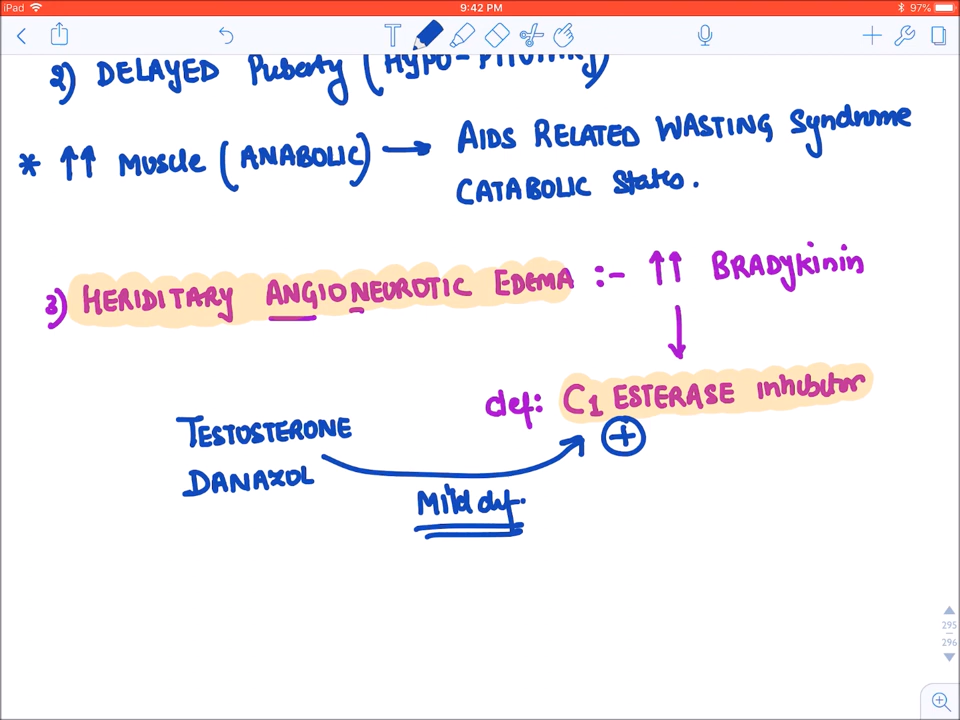 iPad 9:42 PM 97%
T
2) DELAYED Puberty (HYPO-PITUITARY)
* ↑↑ Muscle (ANABOLIC) → AIDS RELATED WASTING Syndrome
CATABOLIC States.
3) HERIDITARY ANGIONEUROTIC EDEMA :- ↑↑ BRADYKININ
↓
def: C1 ESTERASE inhibitor
TESTOSTERONE
DANAZOL
+
Mild def.
295
296